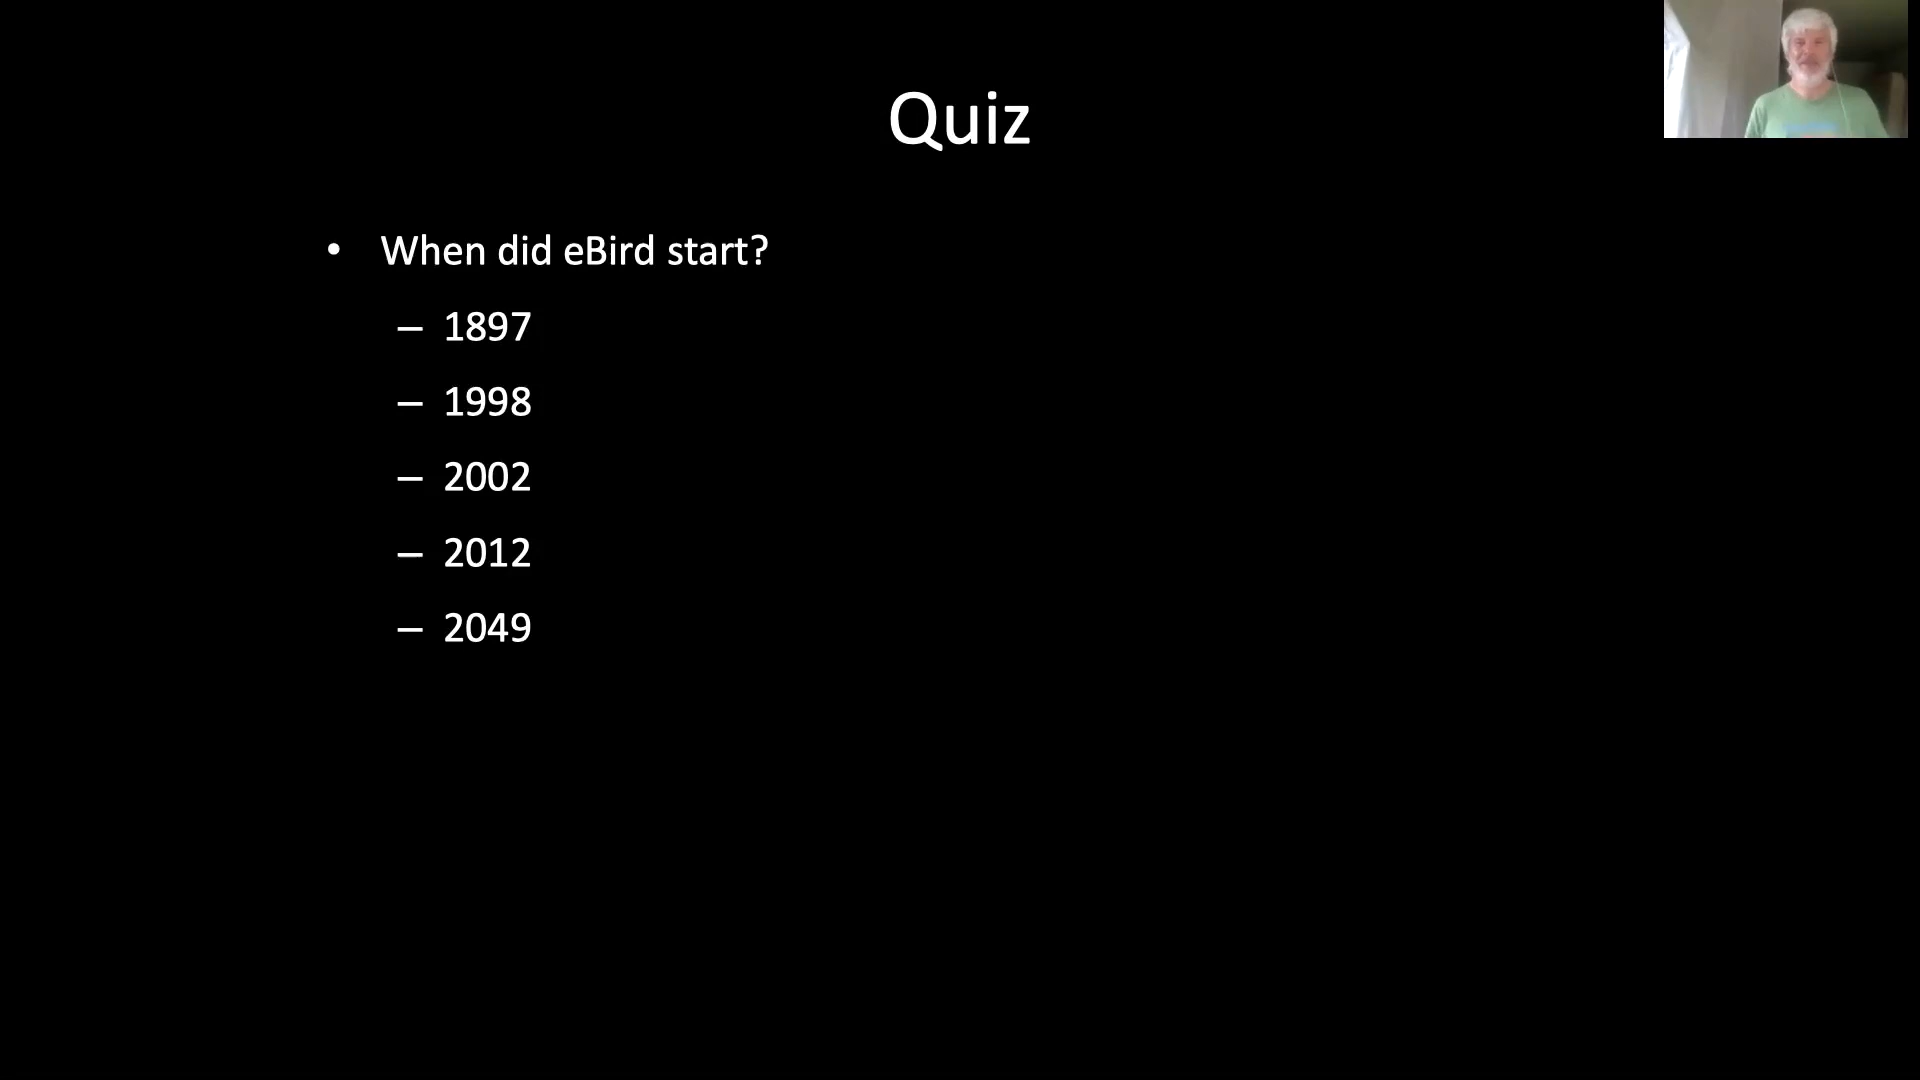 Quiz
• When did eBird start?
– 1897
– 1998
– 2002
– 2012
– 2049